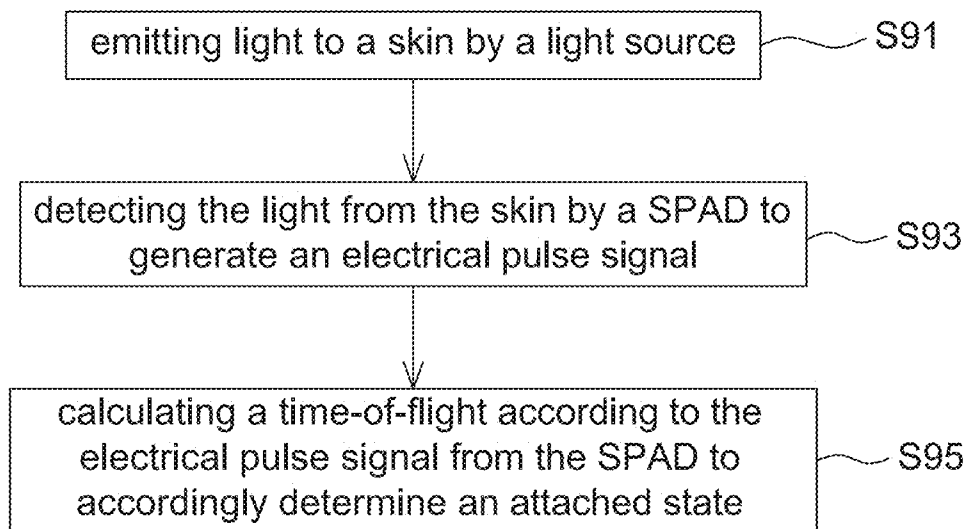 emitting light to a skin by a light source
S91
detecting the light from the skin by a SPAD to
generate an electrical pulse signal
S93
calculating a time-of-flight according to the
electrical pulse signal from the SPAD to
accordingly determine an attached state
S95